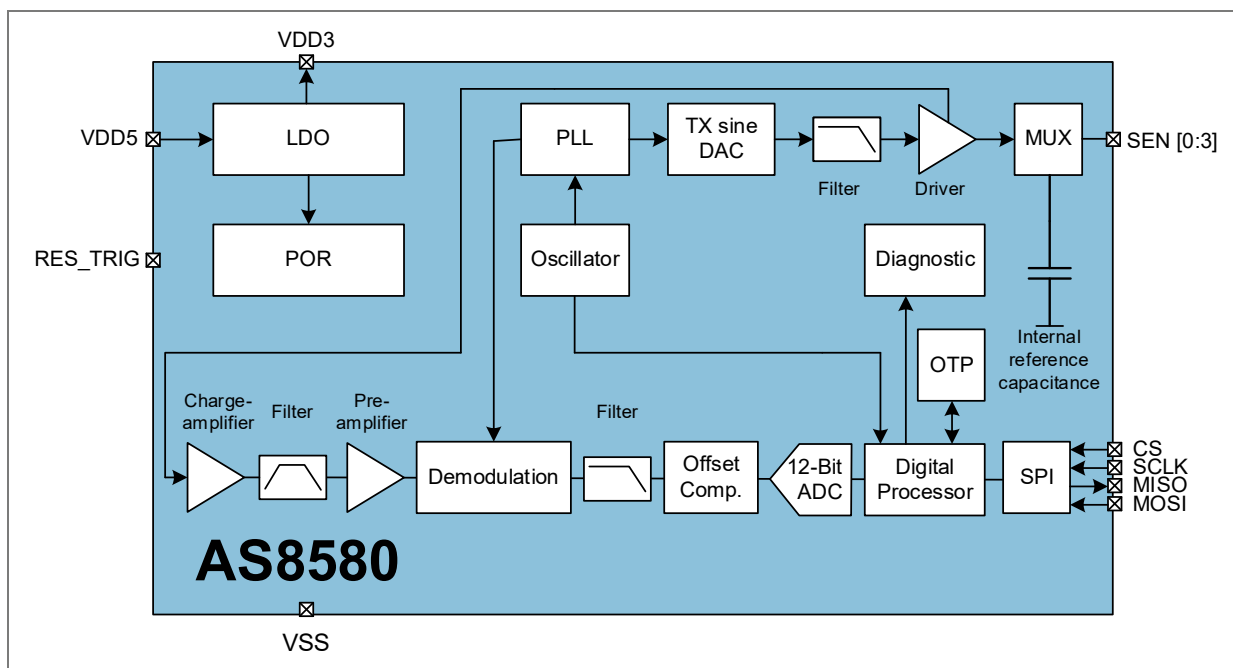 VDD3
VDD5
LDO
PLL
TX sine
DAC
MUX
SEN [0:3]
Filter
Driver
RES_TRIG
POR
Oscillator
Diagnostic
Internal
reference
capacitance
OTP
Charge-
amplifier
Filter
Pre-
amplifier
Filter
Demodulation
Offset
Comp.
12-Bit
ADC
Digital
Processor
SPI
CS
SCLK
MISO
MOSI
AS8580
VSS